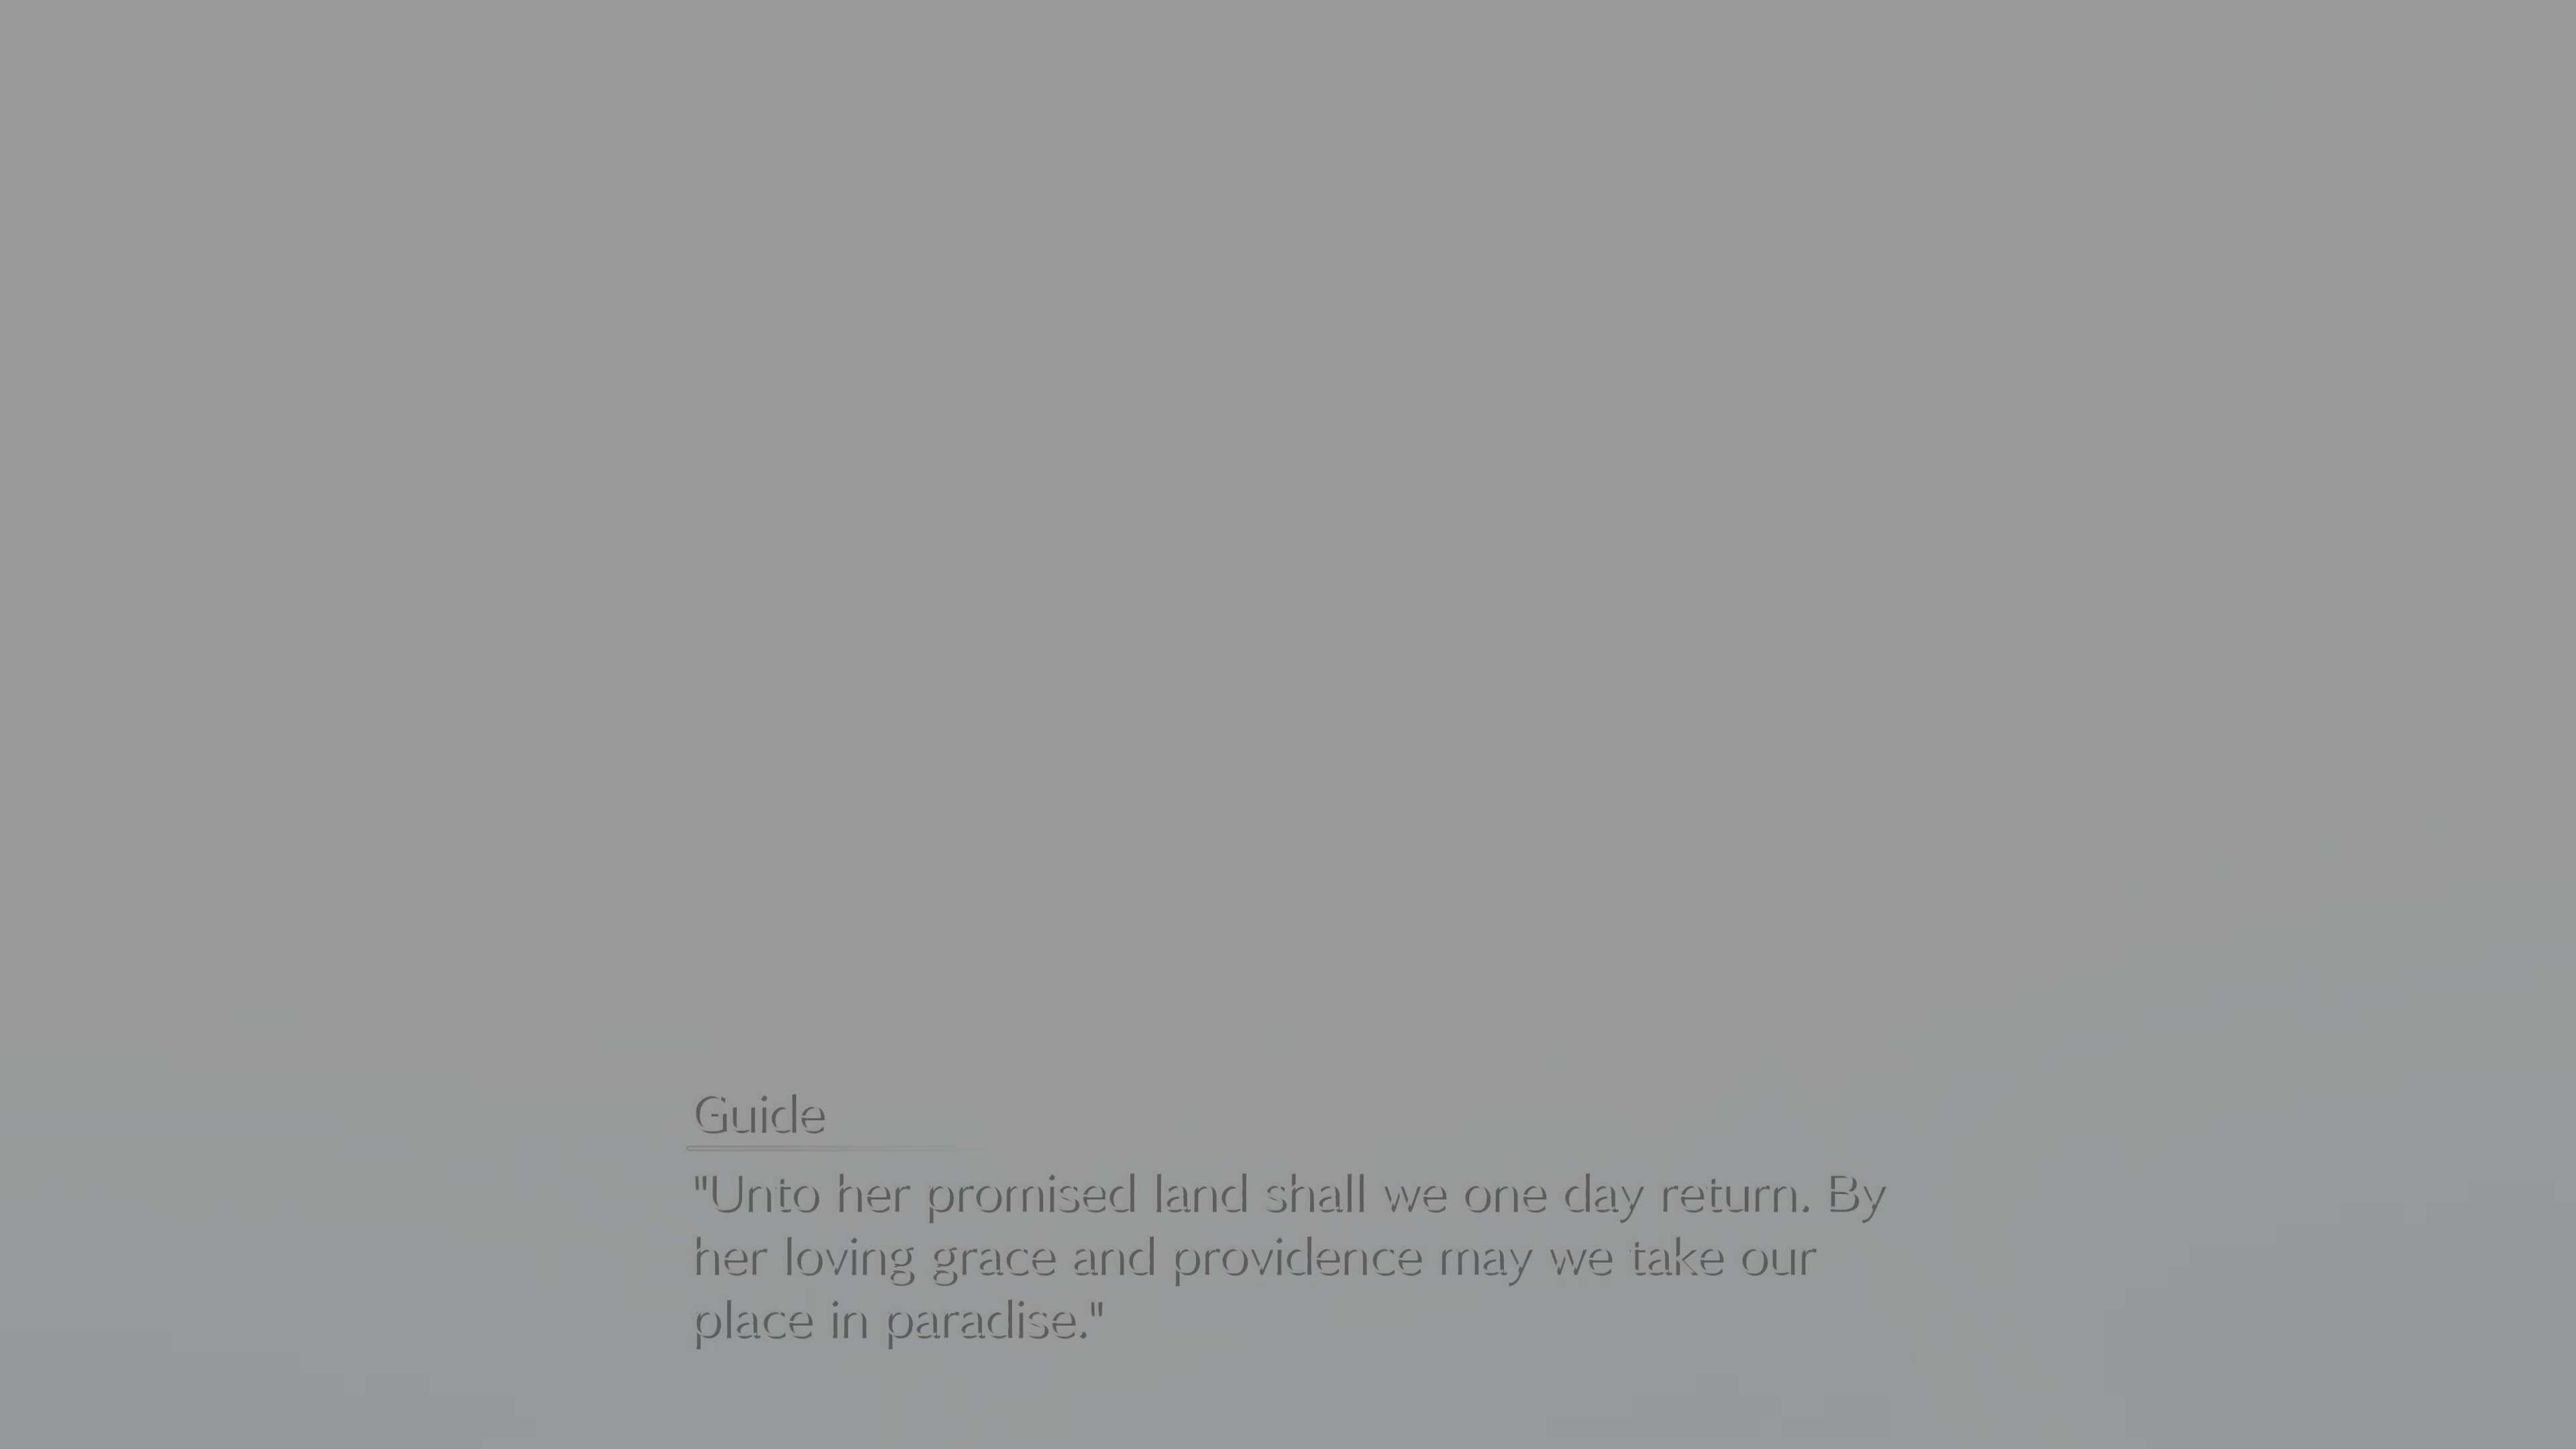 Guide
"Unto her promised land shall we one day return. By
her loving grace and providence may we take our
place in paradise."